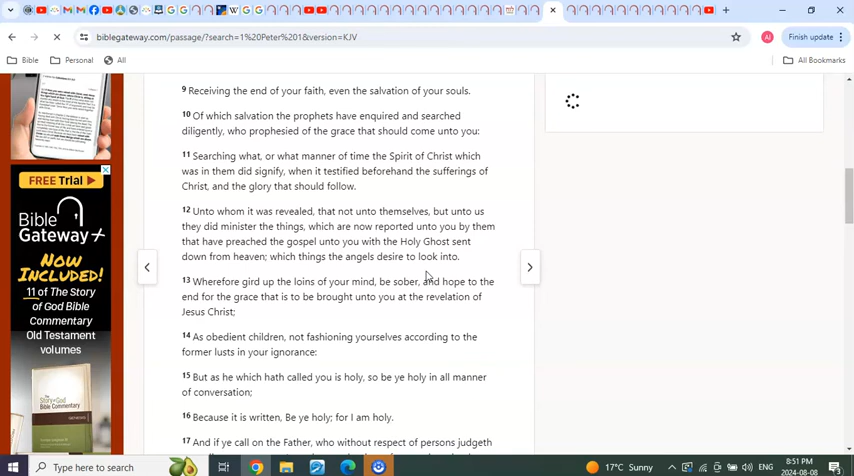 Finish update
biblegateway.com/passage/?search=1%20Peter%201&version=KJV
AI
Bible
Personal
All
All Bookmarks
9 Receiving the end of your faith, even the salvation of your souls.
10 Of which salvation the prophets have enquired and searched
diligently, who prophesied of the grace that should come unto you:
11 Searching what, or what manner of time the Spirit of Christ which
was in them did signify, when it testified beforehand the sufferings of
Christ, and the glory that should follow.
12 Unto whom it was revealed, that not unto themselves, but unto us
they did minister the things, which are now reported unto you by them
that have preached the gospel unto you with the Holy Ghost sent
down from heaven; which things the angels desire to look into.
13 Wherefore gird up the loins of your mind, be sober, and hope to the
end for the grace that is to be brought unto you at the revelation of
Jesus Christ;
14 As obedient children, not fashioning yourselves according to the
former lusts in your ignorance:
15 But as he which hath called you is holy, so be ye holy in all manner
of conversation;
16 Because it is written, Be ye holy; for I am holy.
17 And if ye call on the Father, who without respect of persons judgeth
FREE Trial
Bible
Gateway+
NOW
INCLUDED!
11 of The Story
of God Bible
Commentary
Old Testament
volumes
Type here to search
17°C Sunny
ENG
8:51 PM
2024-08-08
3